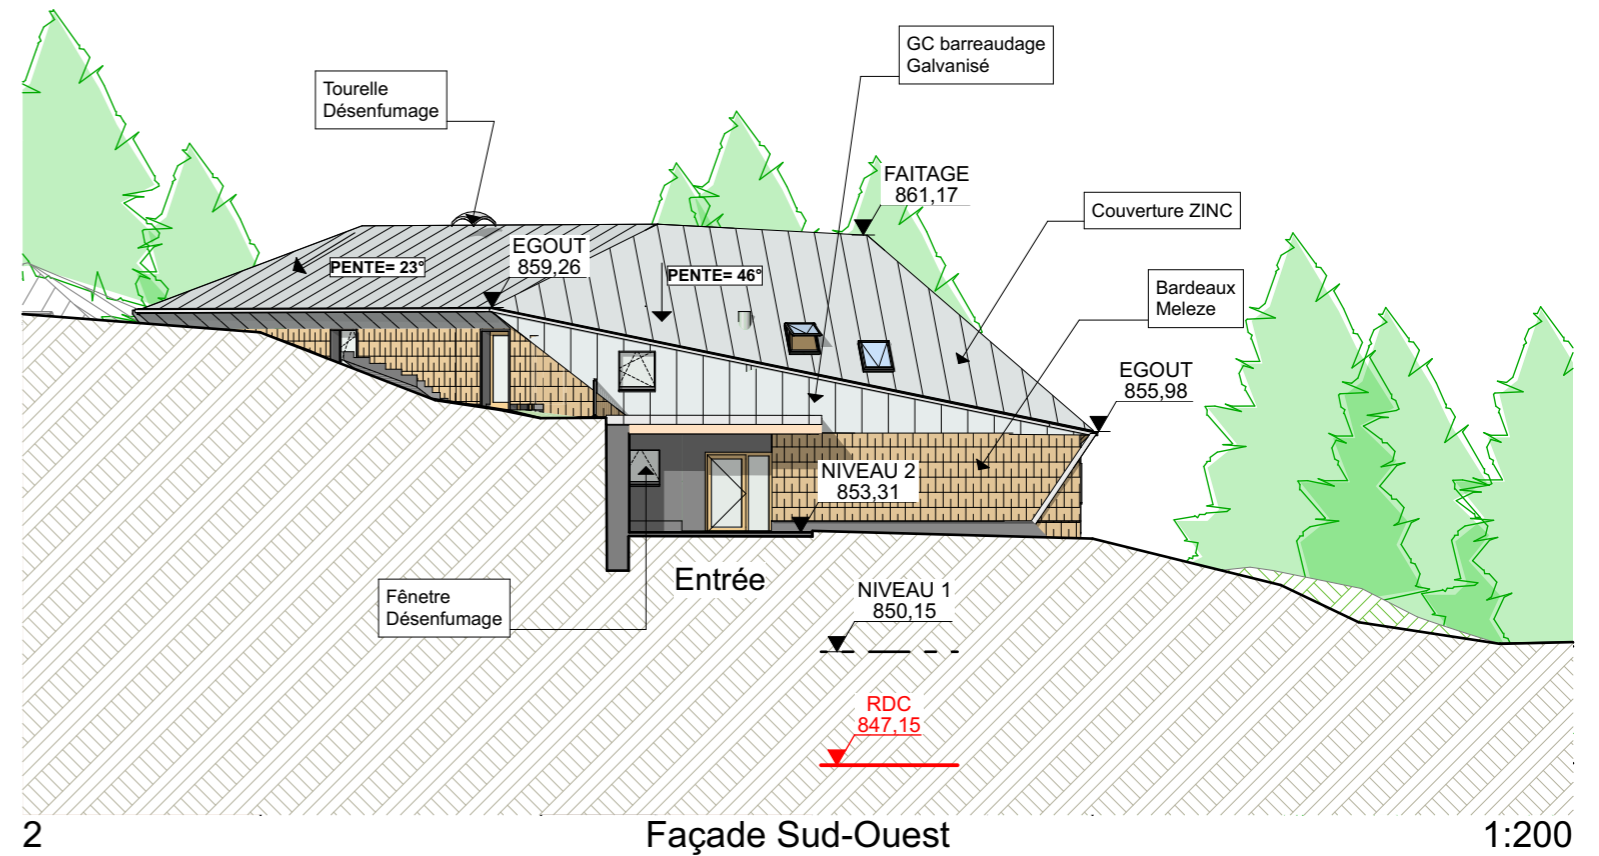 GC barreaudage
Galvanisé
Tourelle
Désenfumage
FAITAGE
861,17
Couverture ZINC
EGOUT
859,26
PENTE= 23°
PENTE= 46°
Bardeaux
Meleze
EGOUT
855,98
NIVEAU 2
853,31
Entrée
Fênetre
Désenfumage
NIVEAU 1
850,15
RDC
847,15
2
Façade Sud-Ouest
1:200